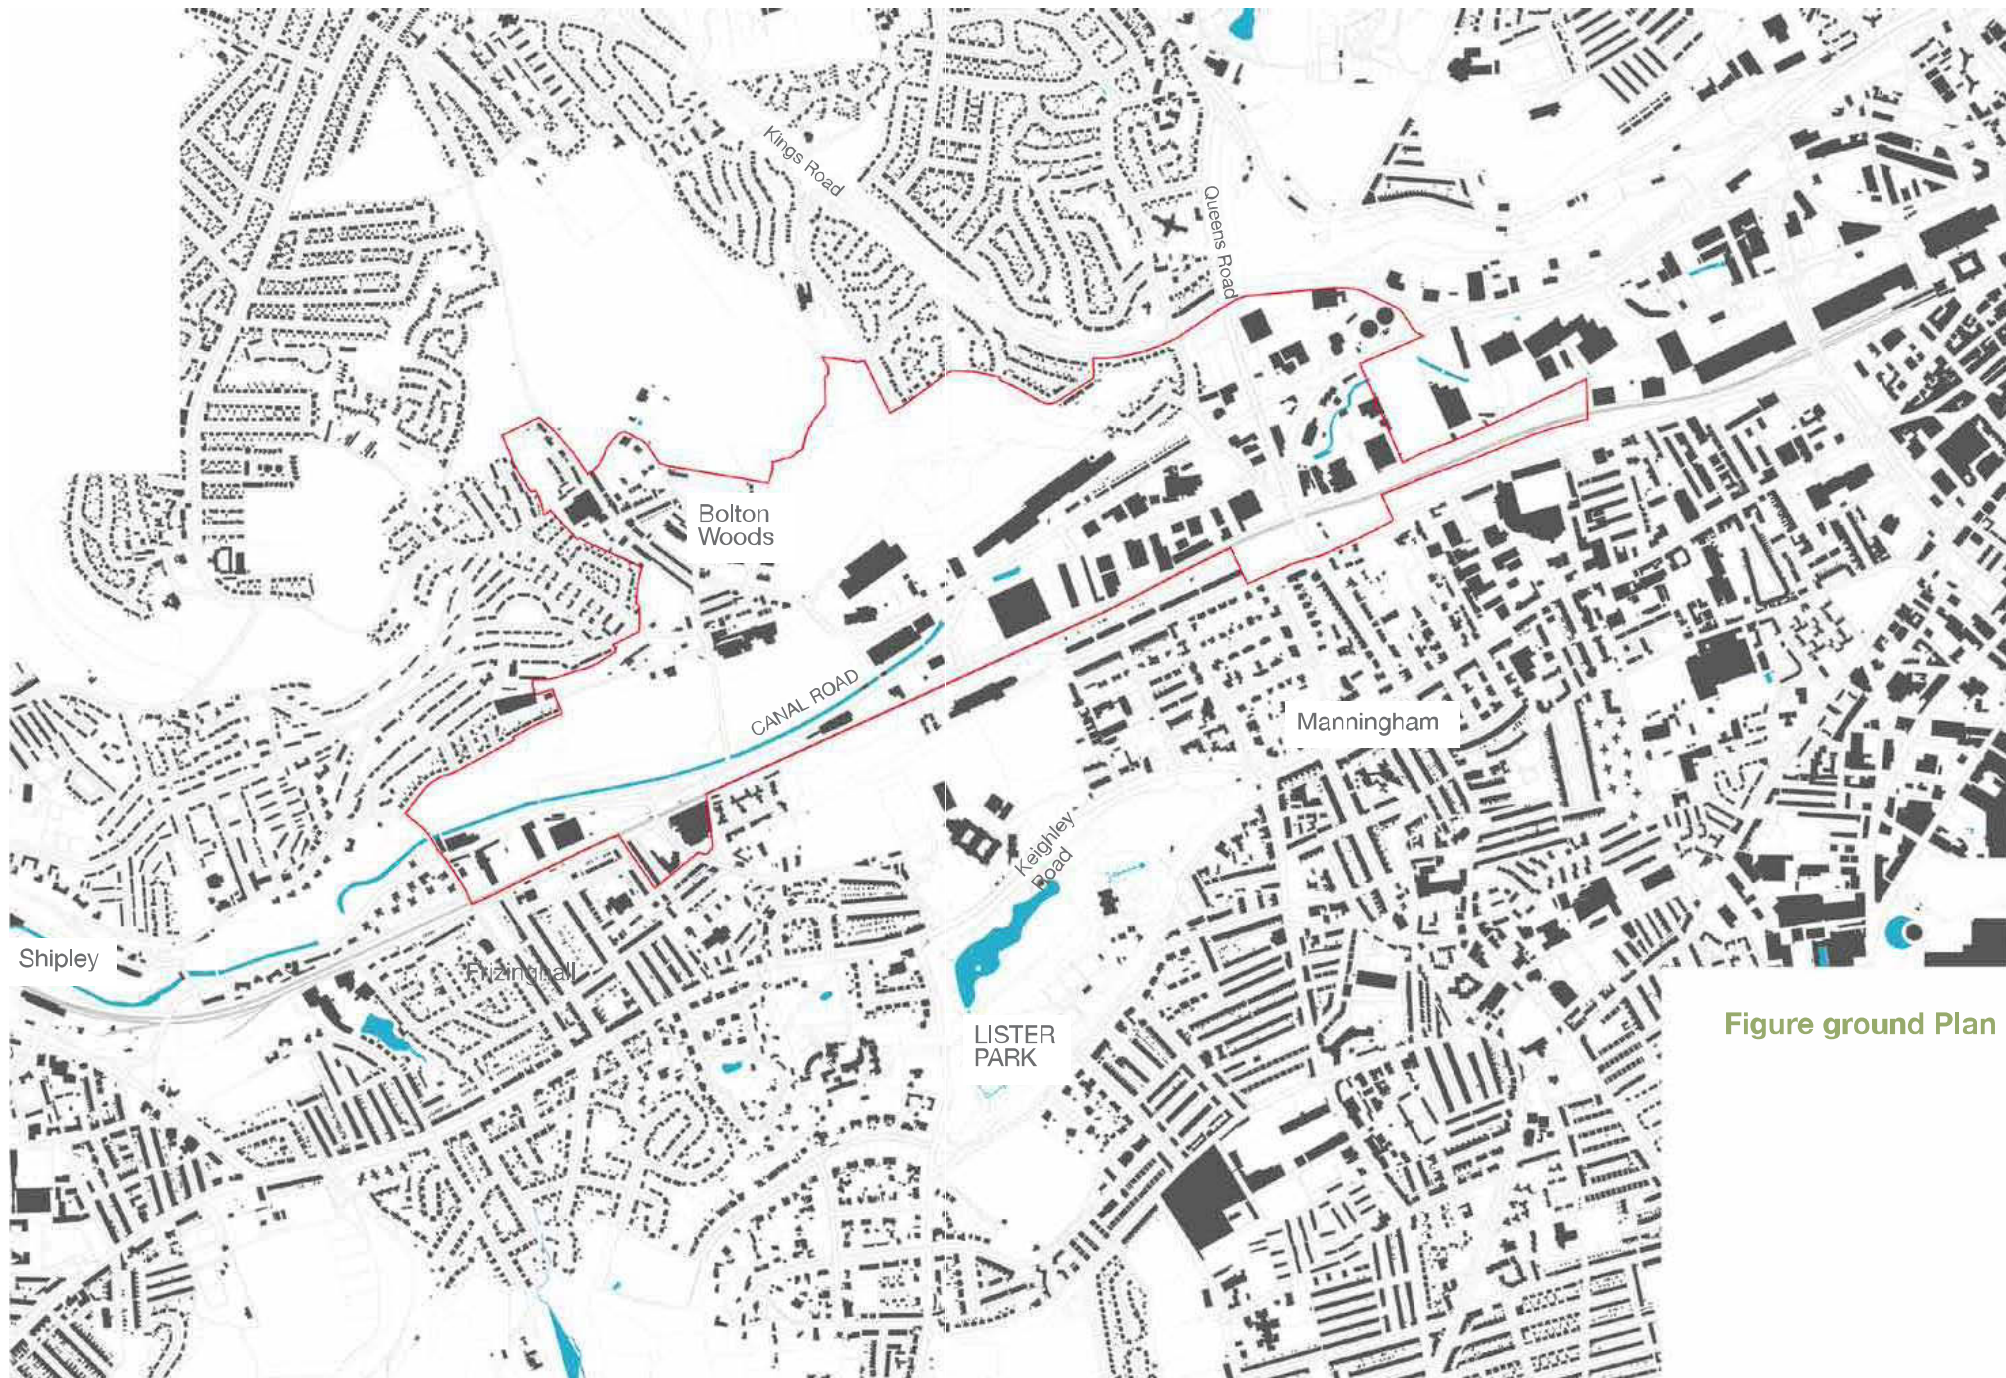 Kings Road
Queens Road
Bolton
Woods
CANAL ROAD
Manningham
Keighley
Road
Shipley
Frizinghall
LISTER
PARK
Figure ground Plan